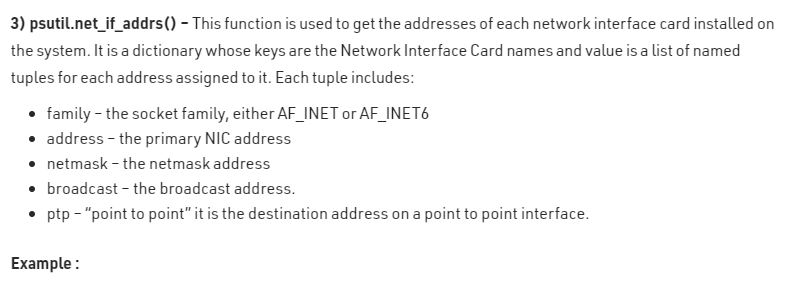 3) psutil.net_if_addrs() – This function is used to get the addresses of each network interface card installed on
the system. It is a dictionary whose keys are the Network Interface Card names and value is a list of named
tuples for each address assigned to it. Each tuple includes:
• family – the socket family, either AF_INET or AF_INET6
• address – the primary NIC address
• netmask – the netmask address
• broadcast – the broadcast address.
• ptp – “point to point” it is the destination address on a point to point interface.
Example :